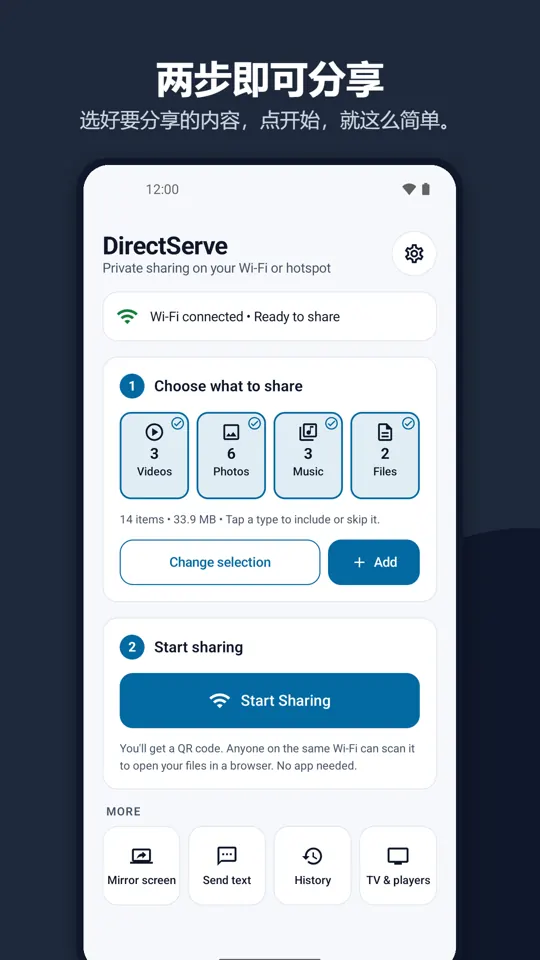 两步即可分享
选好要分享的内容，点开始，就这么简单。
12:00
DirectServe
Private sharing on your Wi-Fi or hotspot
Wi-Fi connected • Ready to share
1 Choose what to share
3 6 3 2
Videos Photos Music Files
14 items • 33.9 MB • Tap a type to include or skip it.
Change selection + Add
2 Start sharing
Start Sharing
You'll get a QR code. Anyone on the same Wi-Fi can scan it
to open your files in a browser. No app needed.
MORE
Mirror screen Send text History TV & players